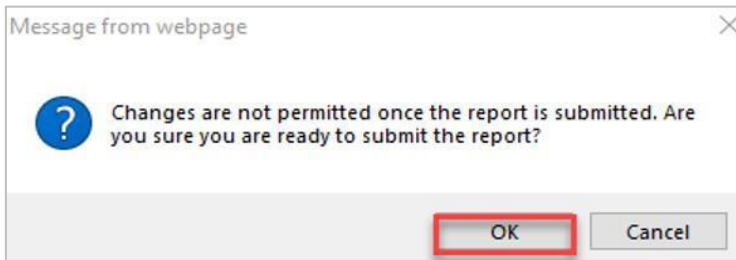 Message from webpage
Changes are not permitted once the report is submitted. Are
you sure you are ready to submit the report?
OK
Cancel